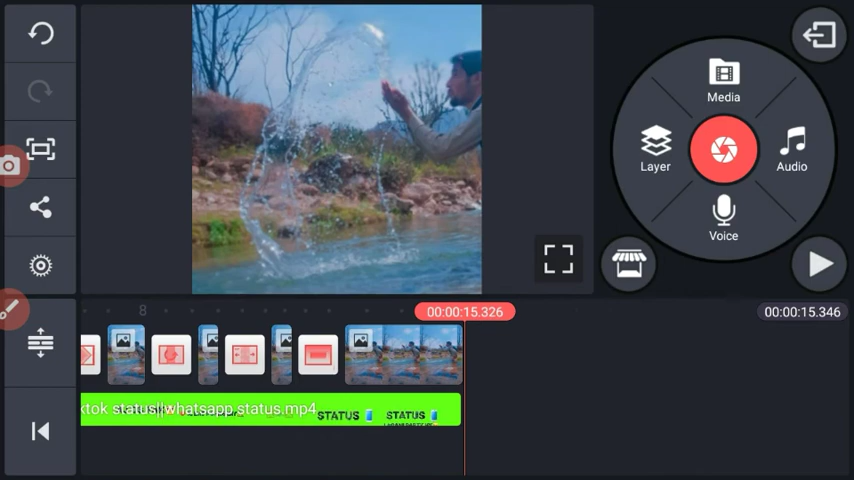 Media
Layer
Audio
Voice
8
00:00:15.326
00:00:15.346
ktok status||whatsapp status.mp4
STATUS
STATUS